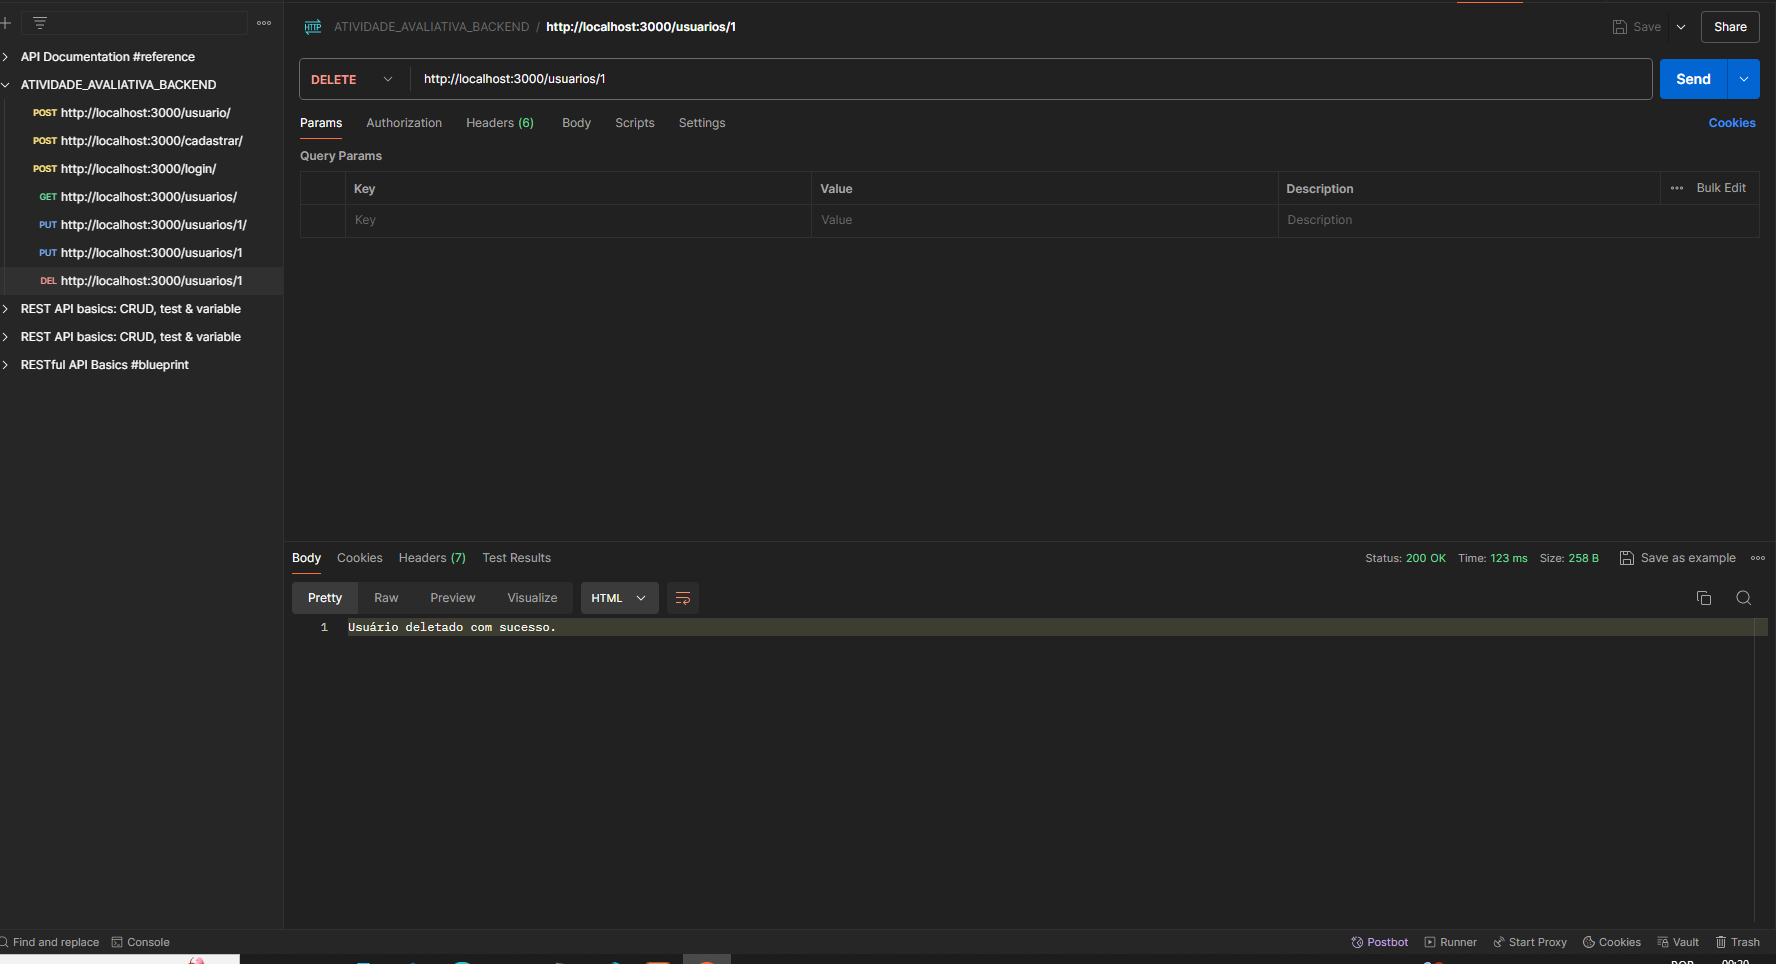 ATIVIDADE_AVALIATIVA_BACKEND / http://localhost:3000/usuarios/1
Save
Share
API Documentation #reference
ATIVIDADE_AVALIATIVA_BACKEND
POST http://localhost:3000/usuario/
POST http://localhost:3000/cadastrar/
POST http://localhost:3000/login/
GET http://localhost:3000/usuarios/
PUT http://localhost:3000/usuarios/1/
PUT http://localhost:3000/usuarios/1
DEL http://localhost:3000/usuarios/1
REST API basics: CRUD, test & variable
REST API basics: CRUD, test & variable
RESTful API Basics #blueprint
HTTP
DELETE http://localhost:3000/usuarios/1
Send
Params Authorization Headers (6) Body Scripts Settings
Cookies
Query Params
Key Value Description Bulk Edit
Key Value Description
Body Cookies Headers (7) Test Results
Status: 200 OK Time: 123 ms Size: 258 B Save as example
Pretty Raw Preview Visualize HTML
1 Usuário deletado com sucesso.
Find and replace Console
Postbot Runner Start Proxy Cookies Vault Trash